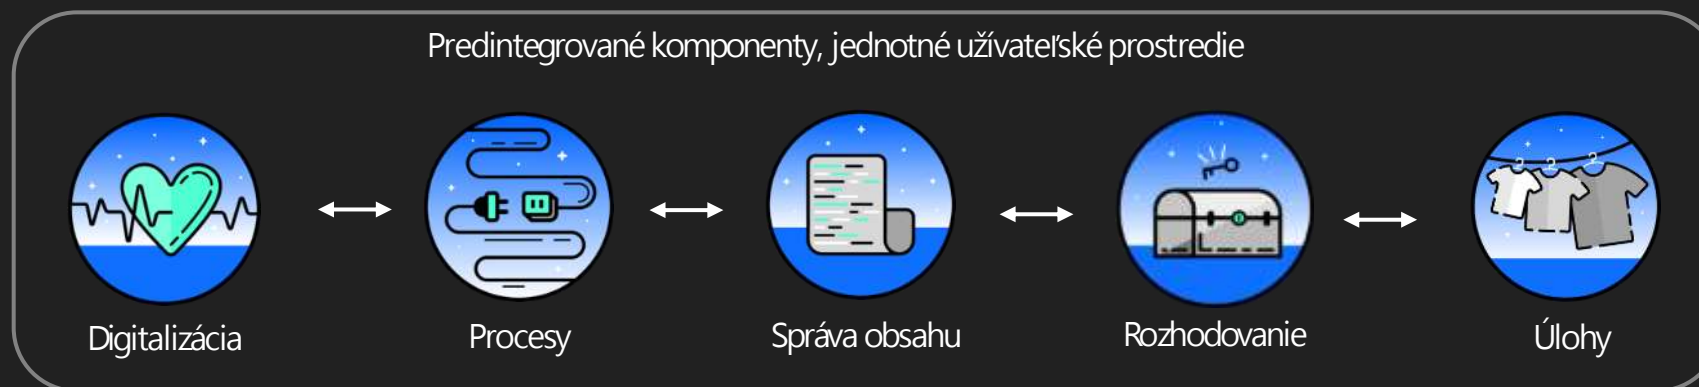 Predintegrované komponenty, jednotné užívateľské prostredie
Digitalizácia
Procesy
Správa obsahu
Rozhodovanie
Úlohy